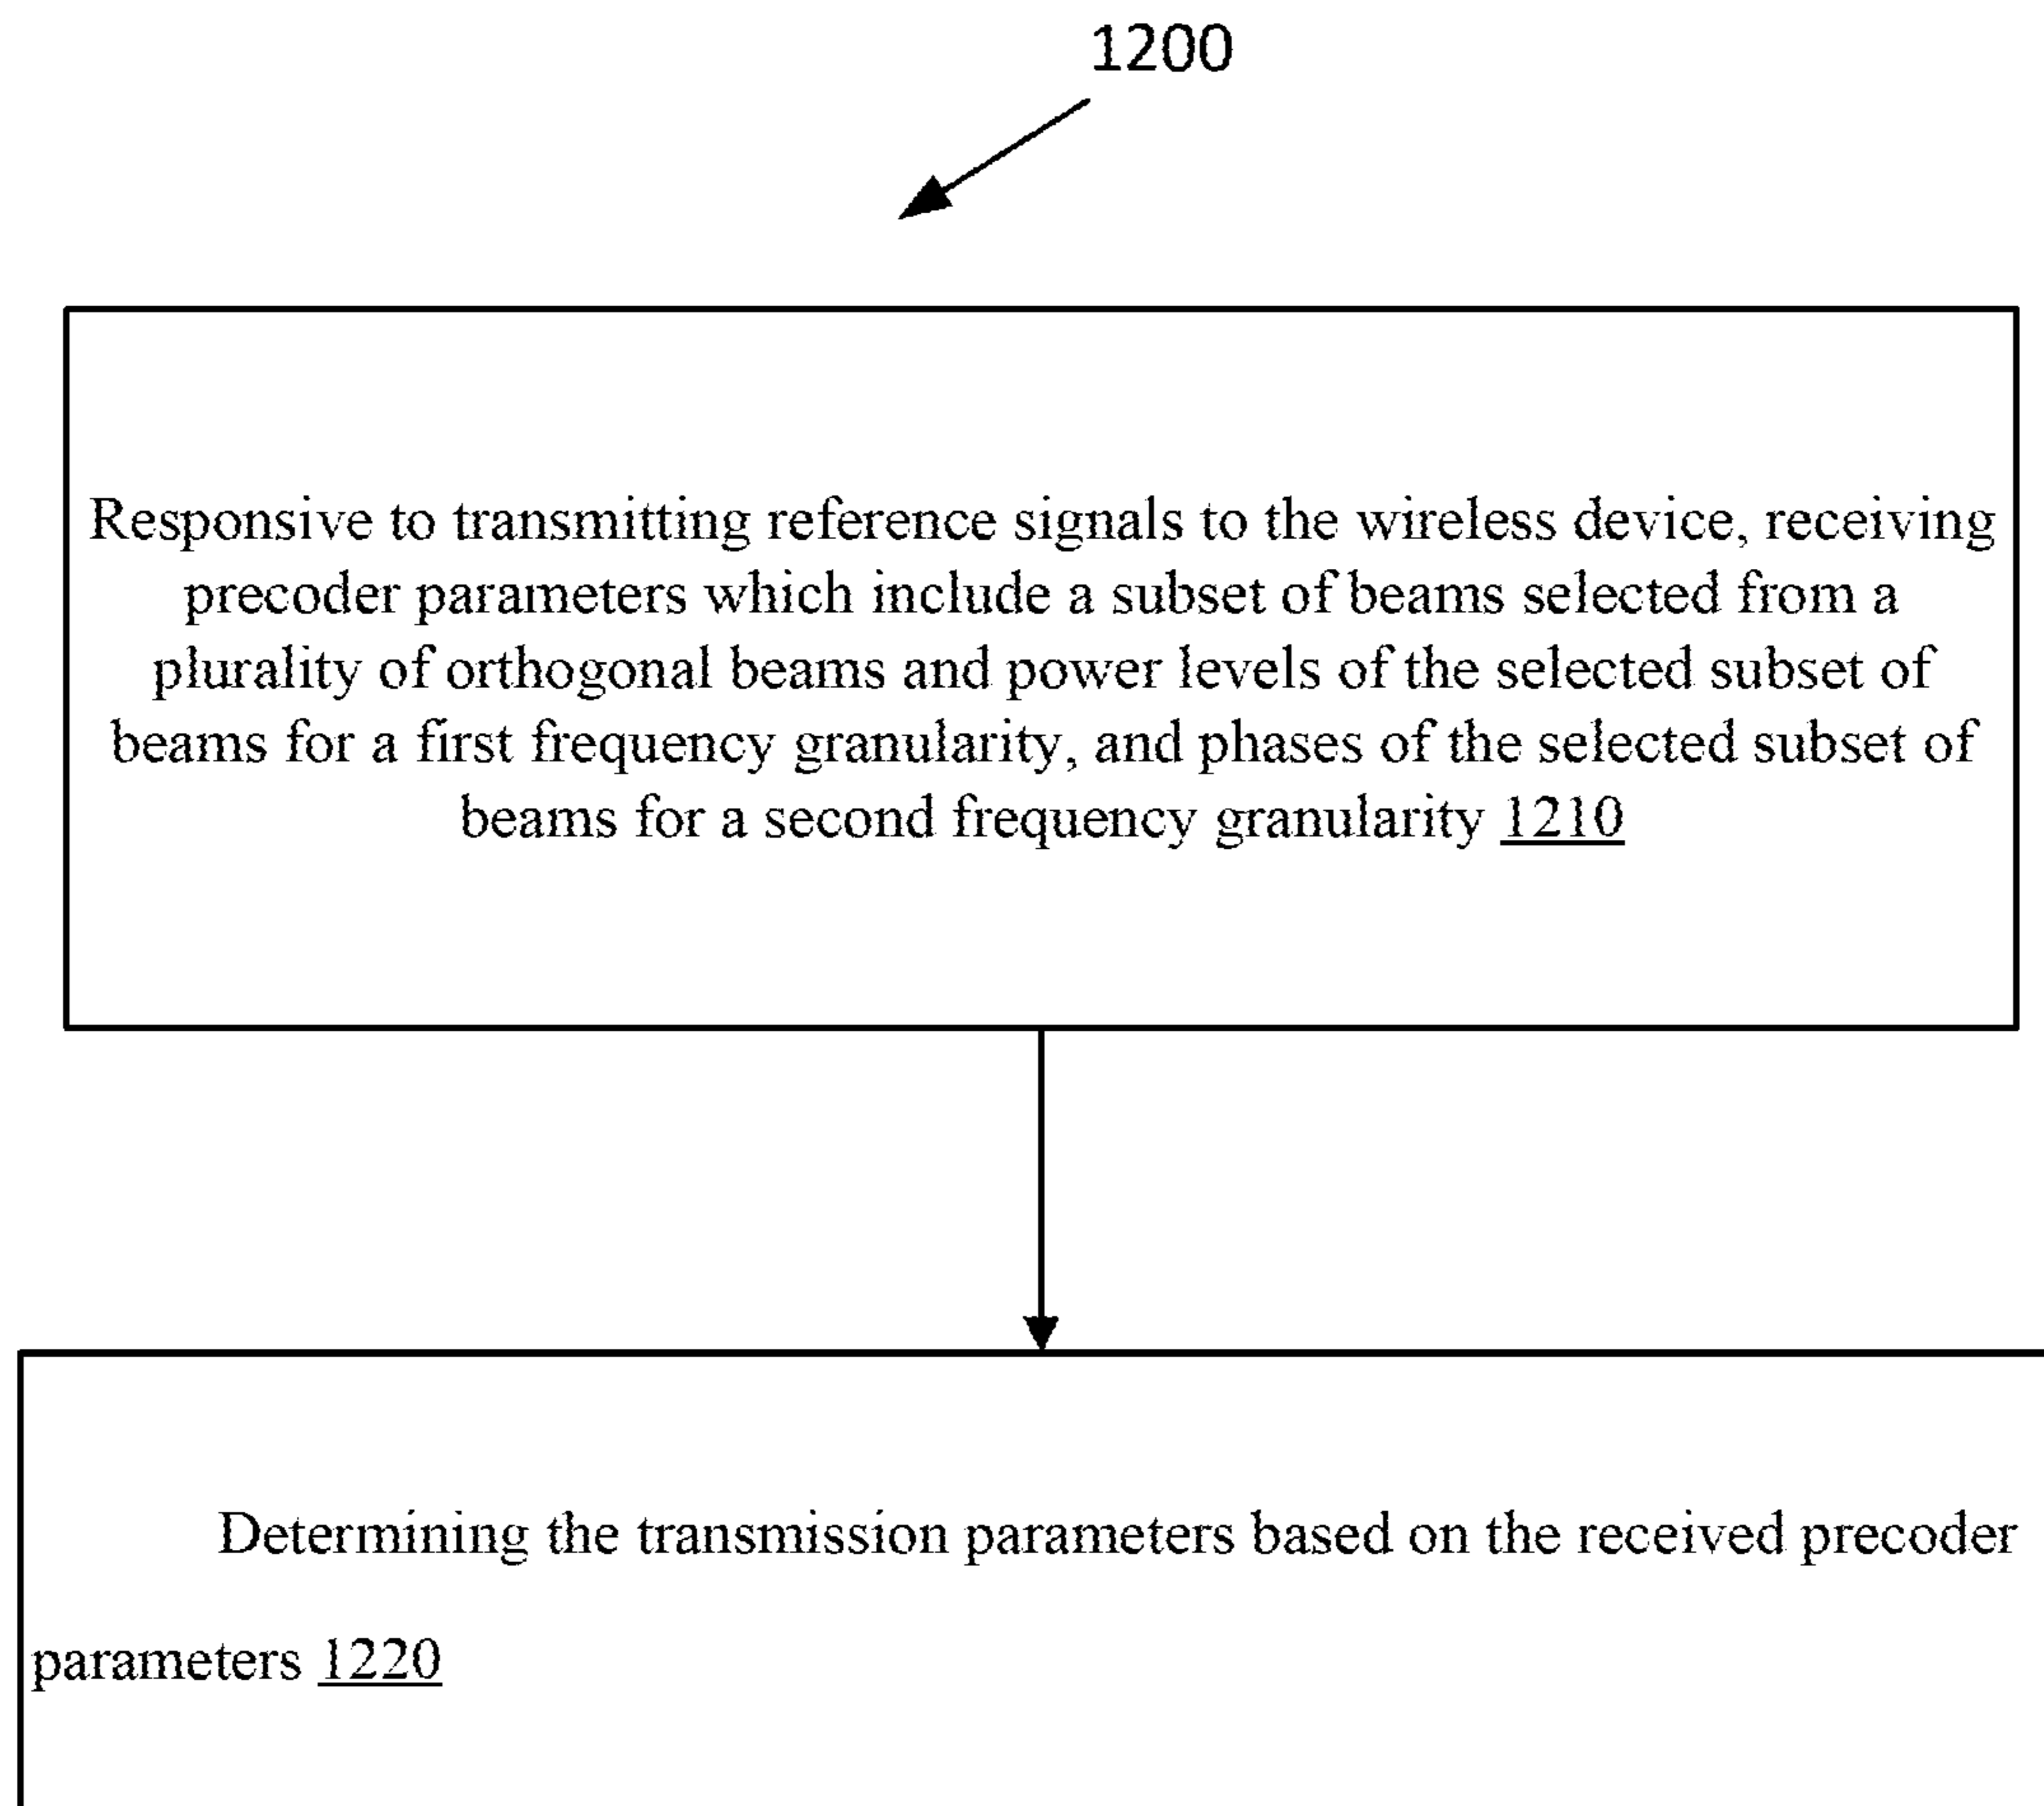 1200
Responsive to transmitting reference signals to the wireless device, receiving
precoder parameters which include a subset of beams selected from a
plurality of orthogonal beams and power levels of the selected subset of
beams for a first frequency granularity, and phases of the selected subset of
beams for a second frequency granularity 1210
Determining the transmission parameters based on the received precoder
parameters 1220